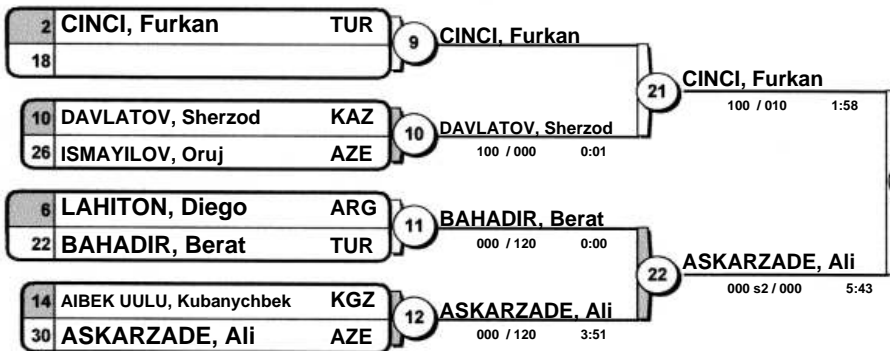 2 CINCI, Furkan TUR
18
9 CINCI, Furkan
10 DAVLATOV, Sherzod KAZ
26 ISMAYILOV, Oruj AZE
10 DAVLATOV, Sherzod
100 / 000 0:01
21 CINCI, Furkan
100 / 010 1:58
6 LAHITON, Diego ARG
22 BAHADIR, Berat TUR
11 BAHADIR, Berat
000 / 120 0:00
14 AIBEK UULU, Kubanychbek KGZ
30 ASKARZADE, Ali AZE
12 ASKARZADE, Ali
000 / 120 3:51
22 ASKARZADE, Ali
000 s2 / 000 5:43